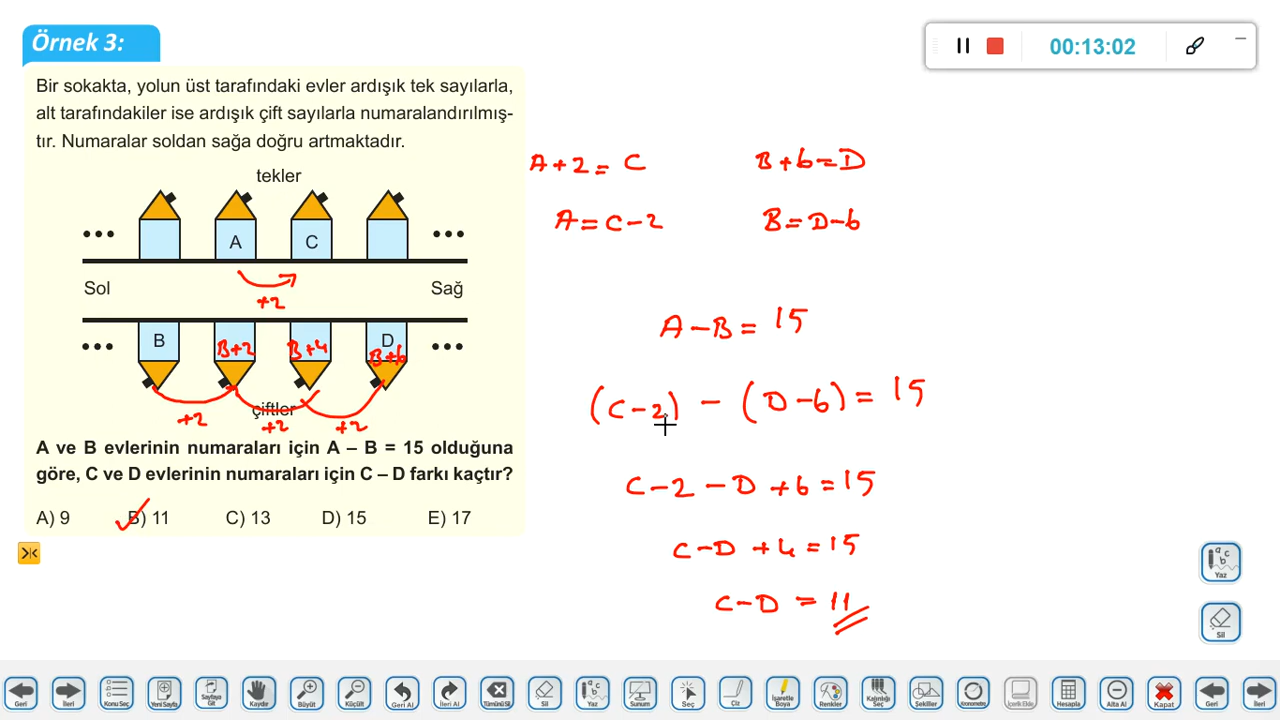 Örnek 3:
00:13:02
Bir sokakta, yolun üst tarafındaki evler ardışık tek sayılarla,
alt tarafındakiler ise ardışık çift sayılarla numaralandırılmış-
tır. Numaralar soldan sağa doğru artmaktadır.
tekler
A C
+2
Sol Sağ
B B+2 B+4 D B+6
çiftler
+2 +2 +2
A ve B evlerinin numaraları için A – B = 15 olduğuna
göre, C ve D evlerinin numaraları için C – D farkı kaçtır?
A) 9 B) 11 C) 13 D) 15 E) 17
A+2=C B+6=D
A=C-2 B=D-6
A-B=15
(C-2) - (D-6)=15
C-2-D+6=15
C-D+4=15
C-D=11
a b c
Yaz
Sil
Geri İleri Konu Seç Yeni Sayfa Sayfaya Git Kaydır Büyüt Küçült Geri Al İleri Al Tümünü Sil Sil Yaz Sunum Seç Çiz İşaretle Boya Renkler Kalınlığı Seç Şekiller Kronometre İçerik Ekle Hesapla Alta Al Kapat Geri İleri